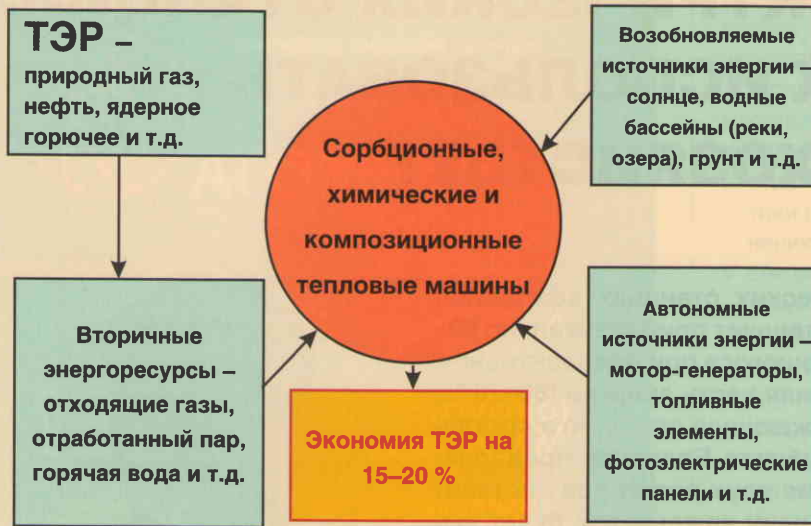 ТЭР –
природный газ,
нефть, ядерное
горючее и т.д.
Возобновляемые
источники энергии –
солнце, водные
бассейны (реки,
озера), грунт и т.д.
Сорбционные,
химические и
композиционные
тепловые машины
Вторичные
энергоресурсы –
отходящие газы,
отработанный пар,
горячая вода и т.д.
Экономия ТЭР на
15–20 %
Автономные
источники энергии –
мотор-генераторы,
топливные
элементы,
фотоэлектрические
панели и т.д.